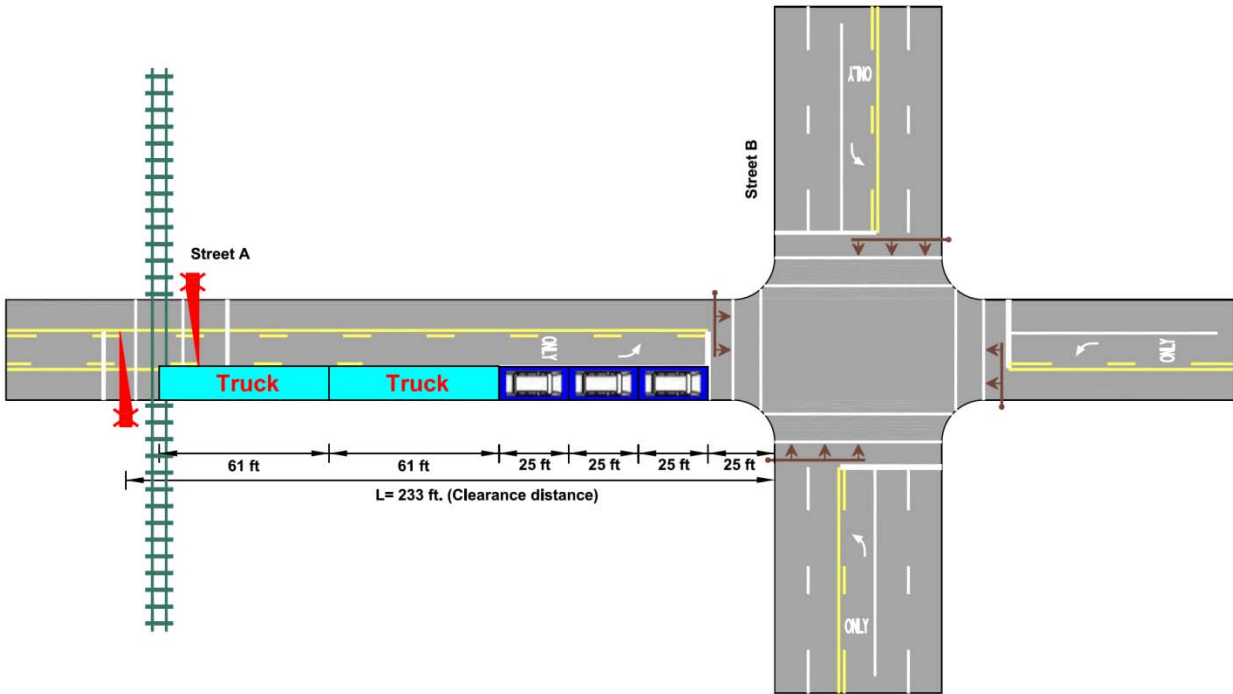 ONLY
Street B
Street A
ONLY
ONLY
Truck
Truck
61 ft
61 ft
25 ft
25 ft
25 ft
25 ft
L= 233 ft. (Clearance distance)
ONLY